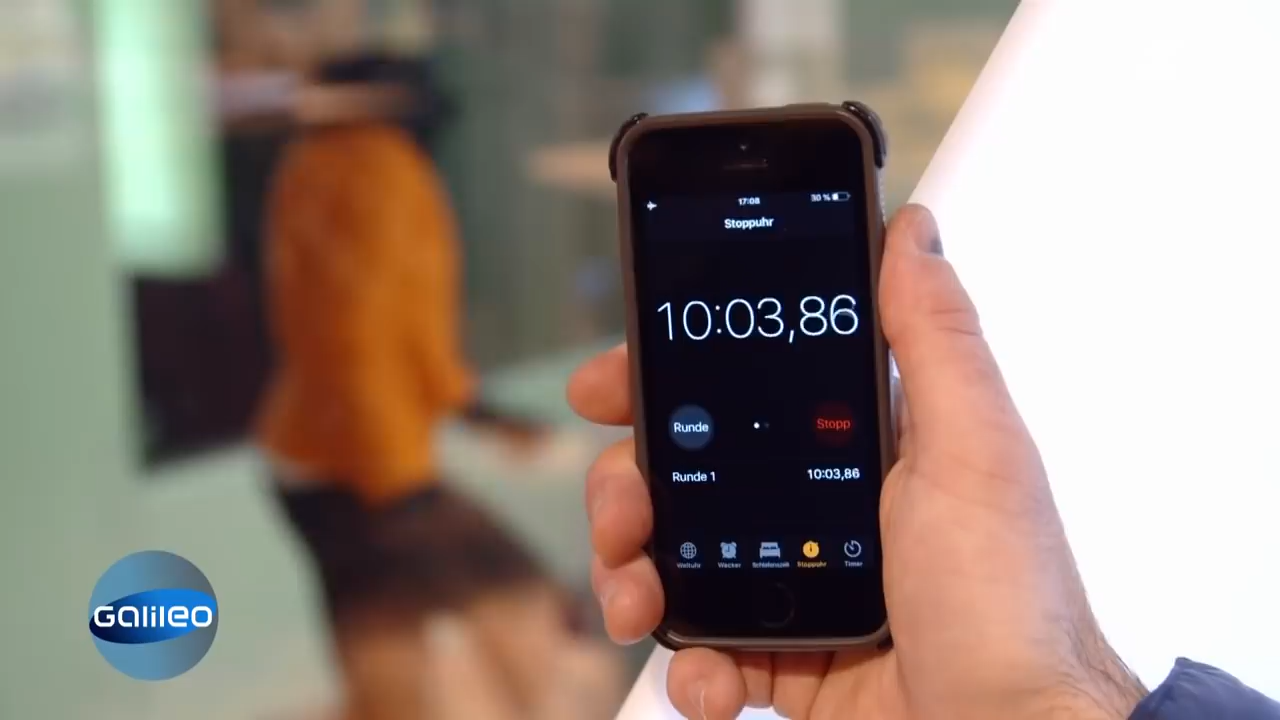 17:08 30 %
Stoppuhr
10:03,86
Runde Stopp
Runde 1 10:03,86
Weltuhr Wecker Schlafenszeit Stoppuhr Timer
GALILEO